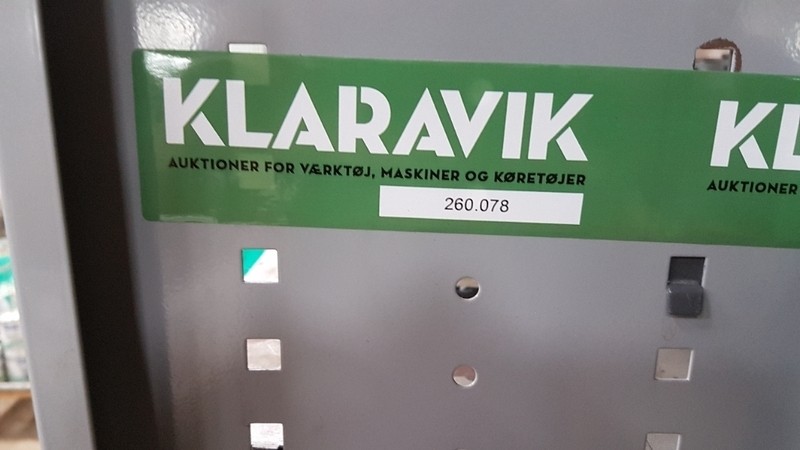 KLARAVIK
AUKTIONER FOR VÆRKTØJ, MASKINER OG KØRETØJER
260.078
KL
AUKTIONER